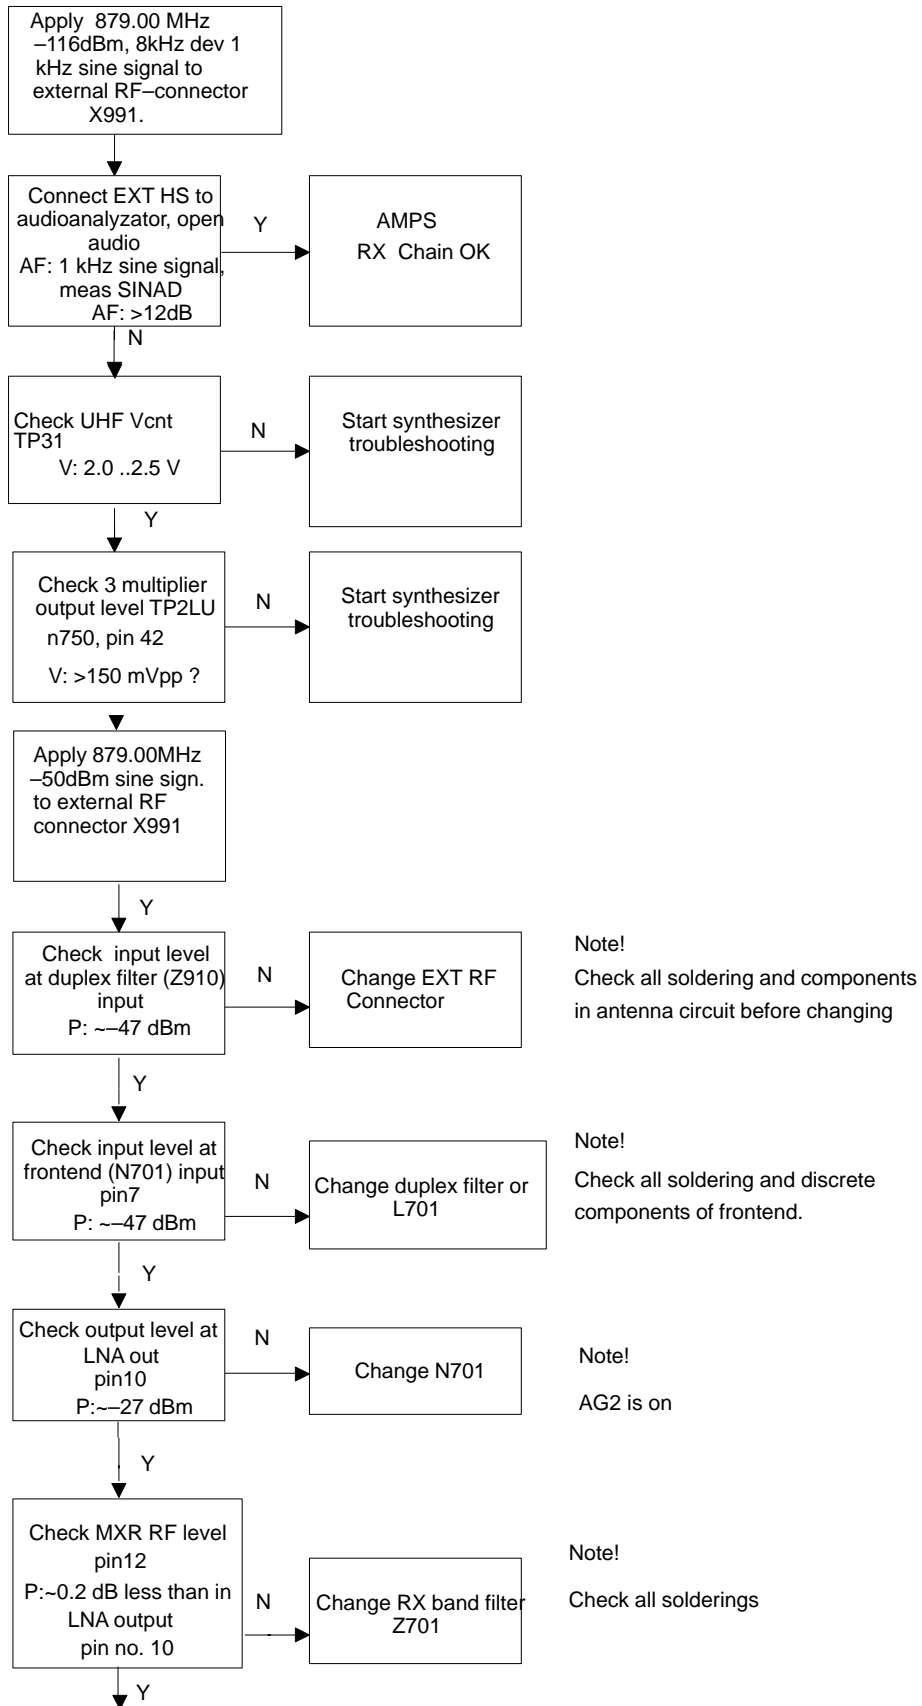 Apply 879.00 MHz
–116dBm, 8kHz dev 1
kHz sine signal to
external RF–connector
X991.
Connect EXT HS to
audioanalyzator, open
audio
AF: 1 kHz sine signal,
meas SINAD
AF: >12dB
Y
AMPS
RX Chain OK
N
Check UHF Vcnt
TP31
V: 2.0 ..2.5 V
N
Start synthesizer
troubleshooting
Y
Check 3 multiplier
output level TP2LU
n750, pin 42
V: >150 mVpp ?
N
Start synthesizer
troubleshooting
Apply 879.00MHz
–50dBm sine sign.
to external RF
connector X991
Y
Check input level
at duplex filter (Z910)
input
P: ~–47 dBm
N
Change EXT RF
Connector
Note!
Check all soldering and components
in antenna circuit before changing
Y
Check input level at
frontend (N701) input
pin7
P: ~–47 dBm
N
Change duplex filter or
L701
Note!
Check all soldering and discrete
components of frontend.
Y
Check output level at
LNA out
pin10
P:~–27 dBm
N
Change N701
Note!
AG2 is on
Y
Check MXR RF level
pin12
P:~0.2 dB less than in
LNA output
pin no. 10
N
Change RX band filter
Z701
Note!
Check all solderings
Y